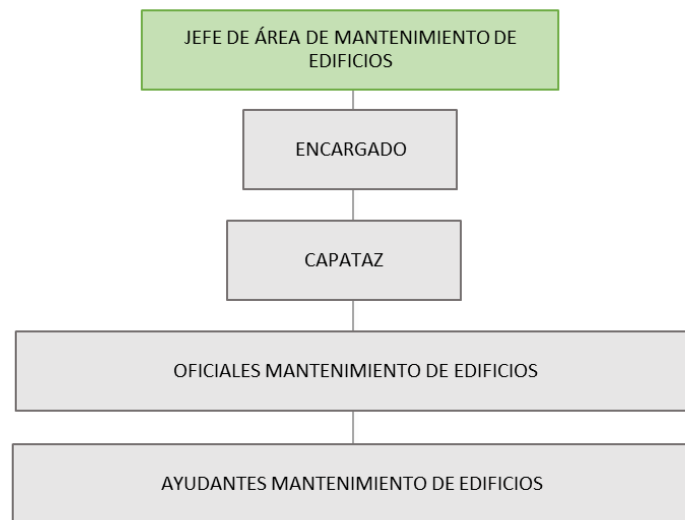 JEFE DE ÁREA DE MANTENIMIENTO DE
EDIFICIOS
ENCARGADO
CAPATAZ
OFICIALES MANTENIMIENTO DE EDIFICIOS
AYUDANTES MANTENIMIENTO DE EDIFICIOS